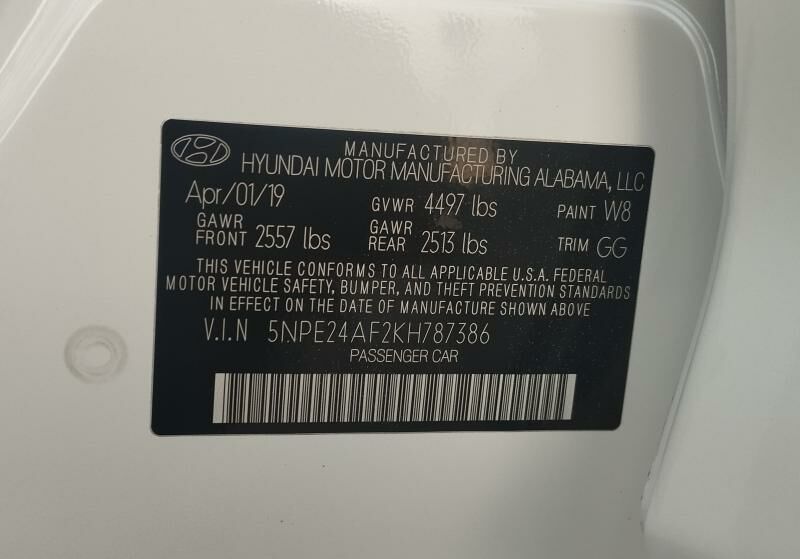 MANUFACTURED BY
HYUNDAI MOTOR MANUFACTURING ALABAMA, LLC
Apr/01/19 GVWR 4497 lbs PAINT W8
GAWR FRONT 2557 lbs GAWR REAR 2513 lbs TRIM GG
THIS VEHICLE CONFORMS TO ALL APPLICABLE U.S.A. FEDERAL
MOTOR VEHICLE SAFETY, BUMPER, AND THEFT PREVENTION STANDARDS
IN EFFECT ON THE DATE OF MANUFACTURE SHOWN ABOVE
V.I.N 5NPE24AF2KH787386
PASSENGER CAR